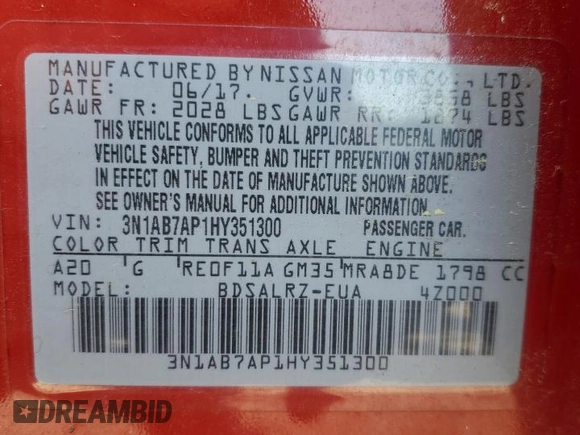 MANUFACTURED BY NISSAN MOTOR CO., LTD.
DATE: 06/17. GVWR: 3858 LBS
GAWR FR: 2028 LBS GAWR RR: 1874 LBS
THIS VEHICLE CONFORMS TO ALL APPLICABLE FEDERAL MOTOR
VEHICLE SAFETY, BUMPER AND THEFT PREVENTION STANDARDS
IN EFFECT ON THE DATE OF MANUFACTURE SHOWN ABOVE.
SEE OWNER'S MANUAL FOR ADDITIONAL INFORMATION.
VIN: 3N1AB7AP1HY351300 PASSENGER CAR.
COLOR TRIM TRANS AXLE ENGINE
A20 G RE0F11A GM35 MRA8DE 1798 CC
MODEL: BDSALRZ-EUA 4Z000
3N1AB7AP1HY351300
DREAMBID